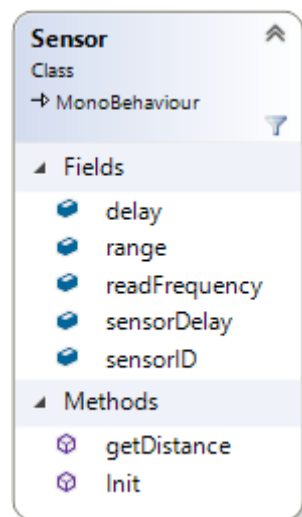 Sensor
Class
MonoBehaviour
Fields
delay
range
readFrequency
sensorDelay
sensorID
Methods
getDistance
Init